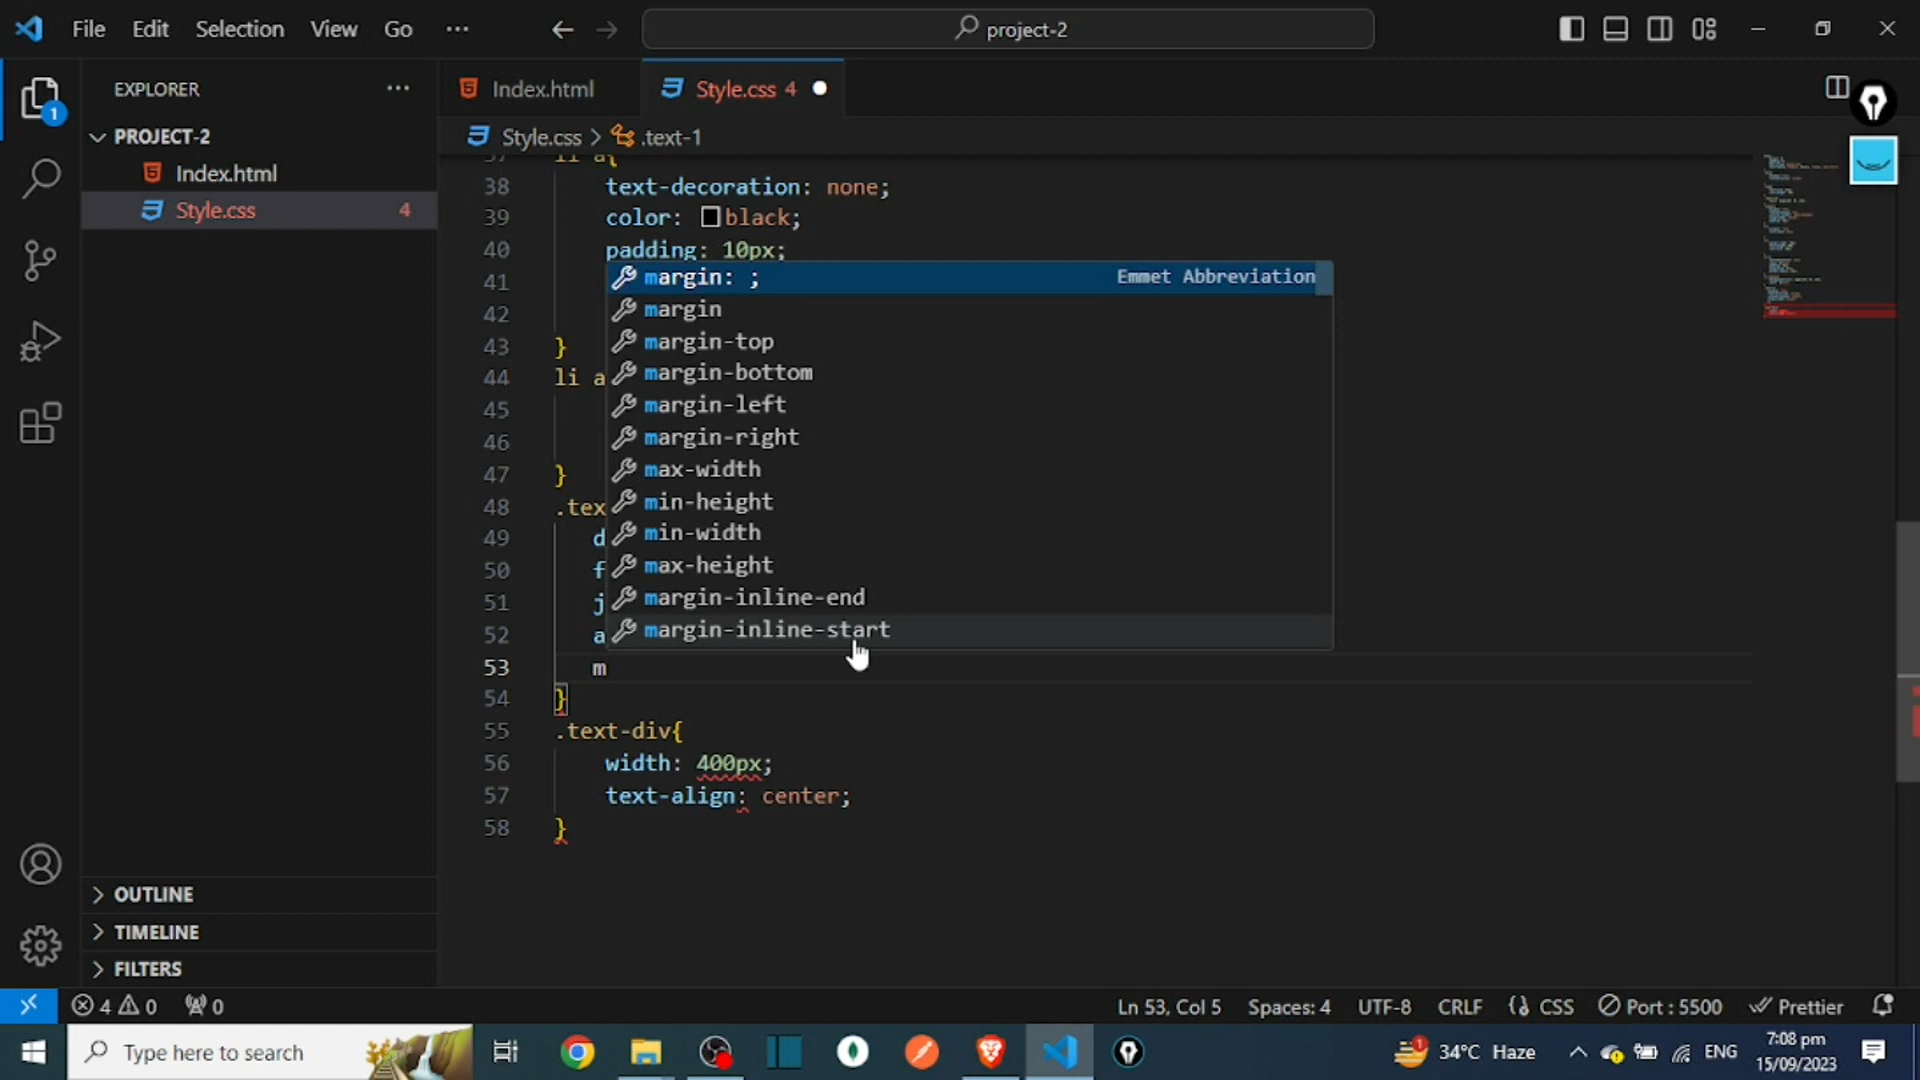 File Edit Selection View Go ... project-2
EXPLORER ...
1
PROJECT-2
Index.html
Style.css 4
OUTLINE
TIMELINE
FILTERS
Index.html Style.css 4
Style.css > .text-1
37 li a{
38 text-decoration: none;
39 color: black;
40 padding: 10px;
41
42
43 }
44 li a
45
46
47 }
48 .tex
49 d
50 f
51 j
52 a
53 m
54 }
55 .text-div{
56 width: 400px;
57 text-align: center;
58 }
margin: ; Emmet Abbreviation
margin
margin-top
margin-bottom
margin-left
margin-right
max-width
min-height
min-width
max-height
margin-inline-end
margin-inline-start
4 0 0 Ln 53, Col 5 Spaces: 4 UTF-8 CRLF {} CSS Port : 5500 Prettier
Type here to search 1 34°C Haze ENG 7:08 pm
15/09/2023